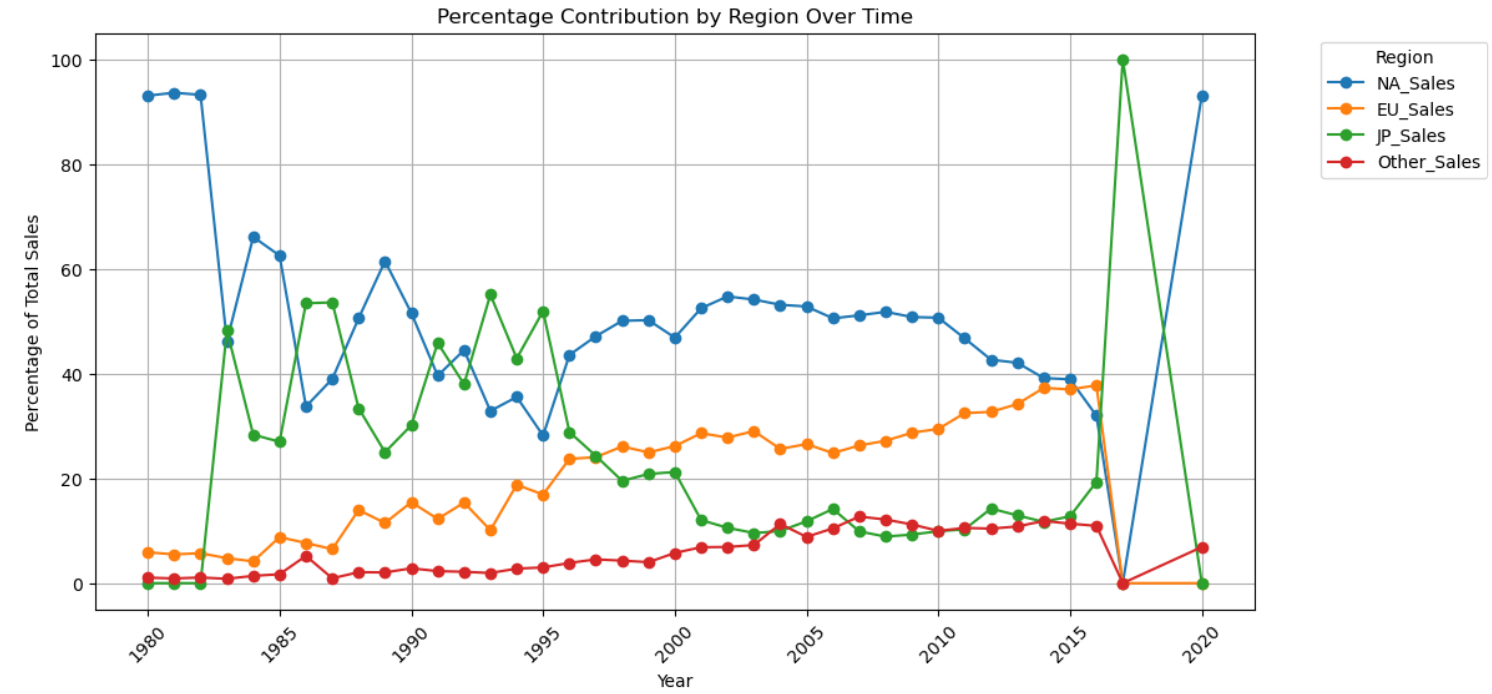 Percentage Contribution by Region Over Time
Region
NA_Sales
EU_Sales
JP_Sales
Other_Sales
Percentage of Total Sales
100
80
60
40
20
0
1980
1985
1990
1995
2000
2005
2010
2015
2020
Year